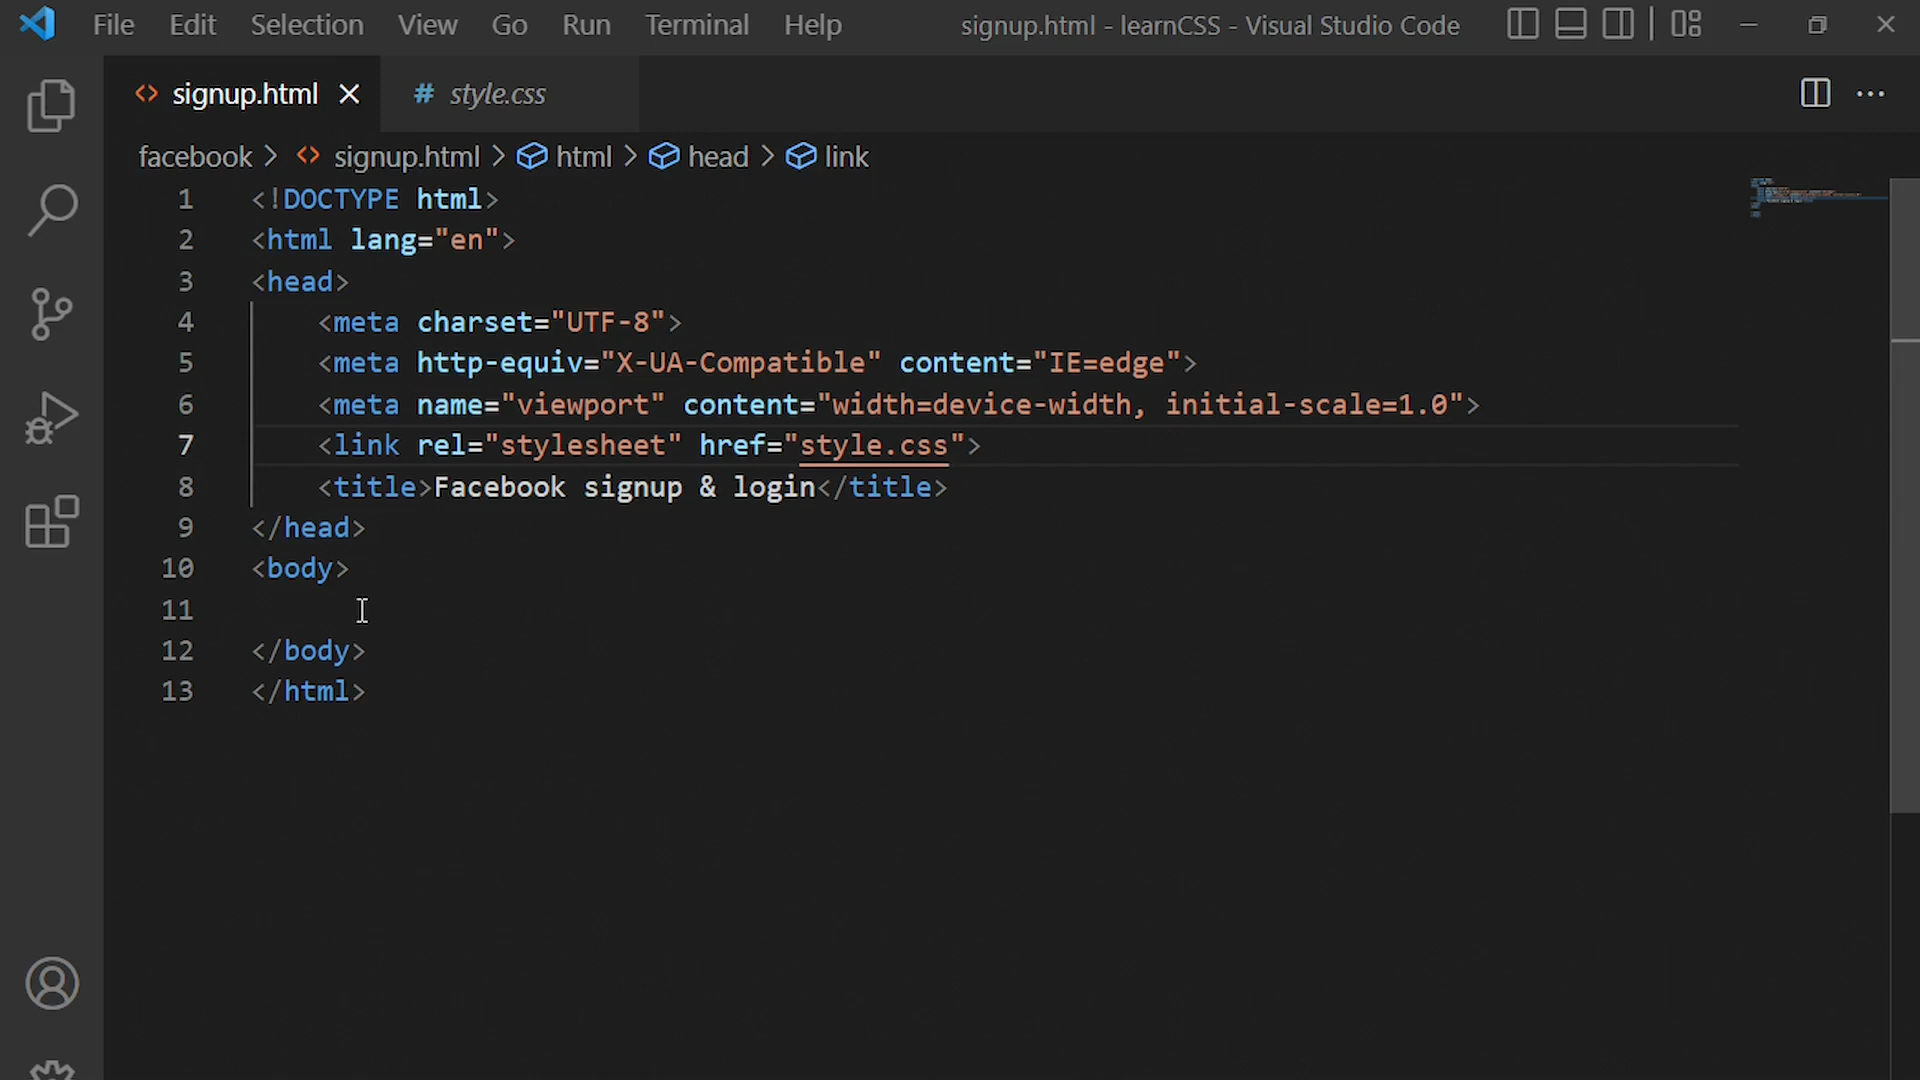 File Edit Selection View Go Run Terminal Help signup.html - learnCSS - Visual Studio Code
<> signup.html # style.css
facebook > <> signup.html > html > head > link
1 <!DOCTYPE html>
2 <html lang="en">
3 <head>
4 <meta charset="UTF-8">
5 <meta http-equiv="X-UA-Compatible" content="IE=edge">
6 <meta name="viewport" content="width=device-width, initial-scale=1.0">
7 <link rel="stylesheet" href="style.css">
8 <title>Facebook signup & login</title>
9 </head>
10 <body>
11
12 </body>
13 </html>